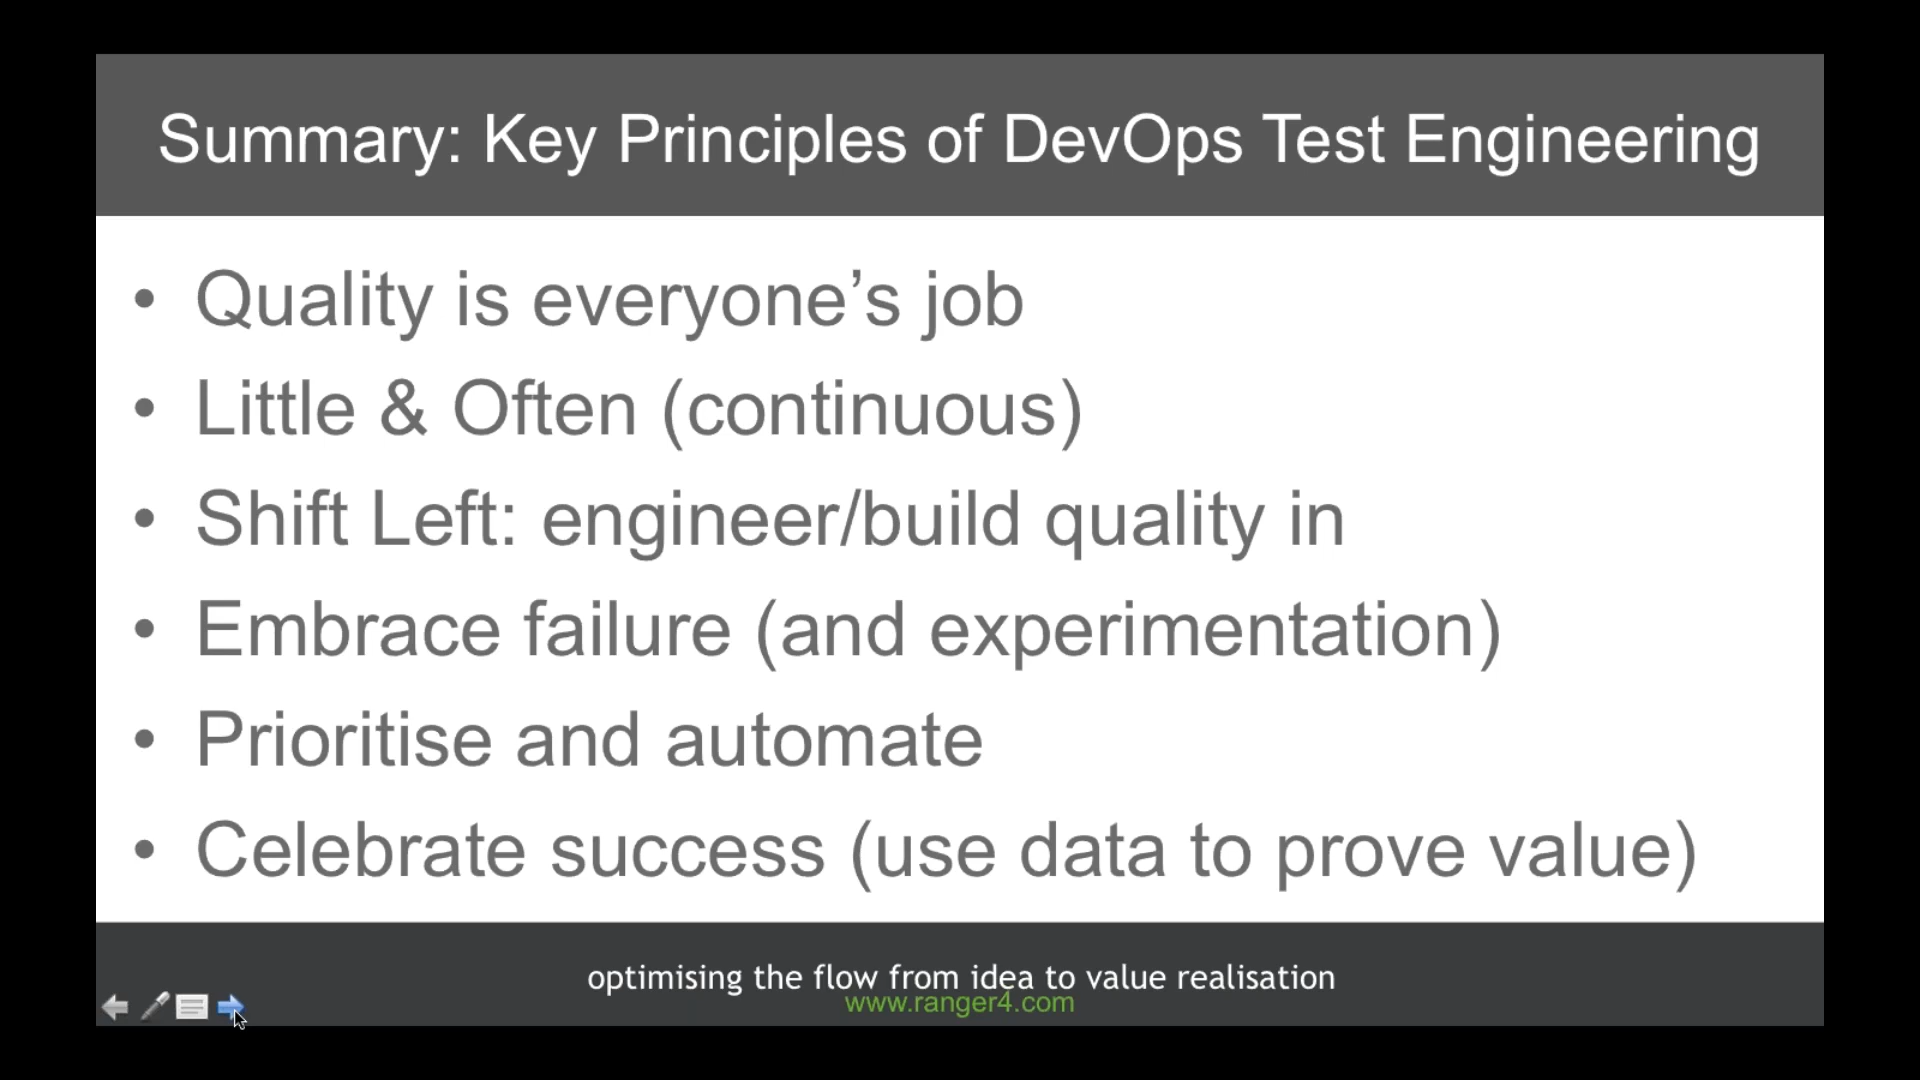 Summary: Key Principles of DevOps Test Engineering
• Quality is everyone’s job
• Little & Often (continuous)
• Shift Left: engineer/build quality in
• Embrace failure (and experimentation)
• Prioritise and automate
• Celebrate success (use data to prove value)
optimising the flow from idea to value realisation
www.ranger4.com